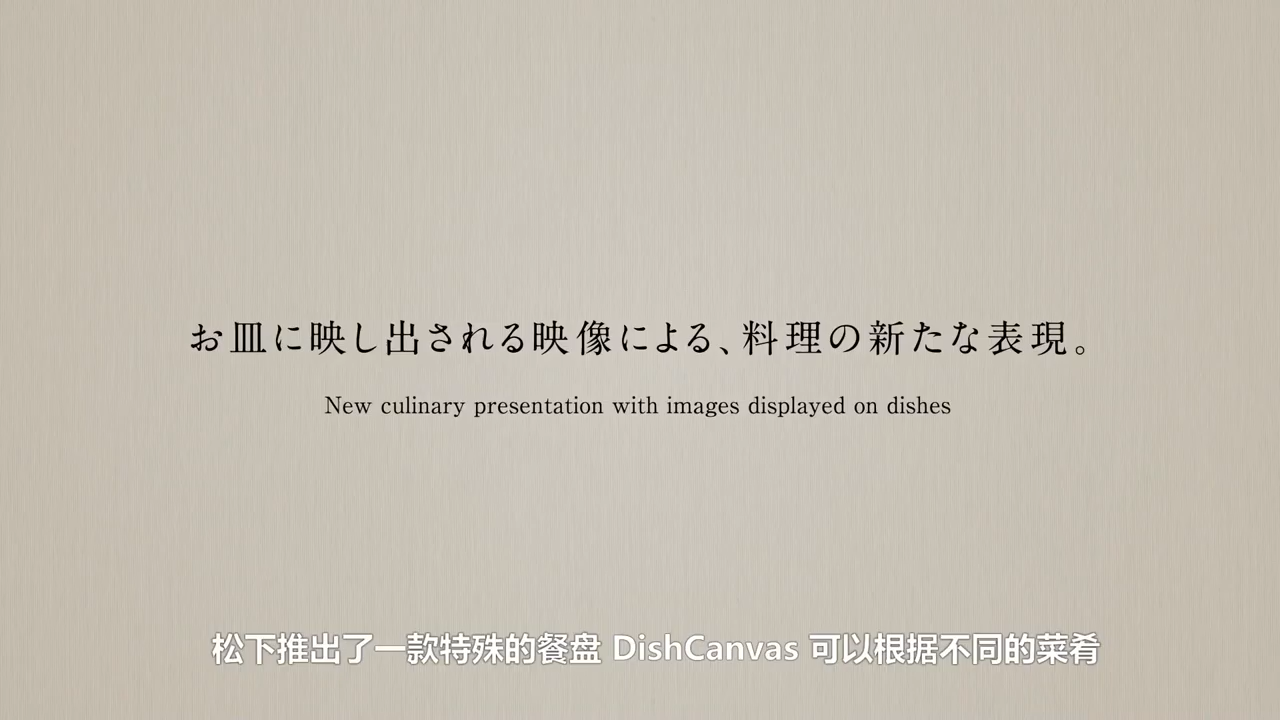 お皿に映し出される映像による、料理の新たな表現。
New culinary presentation with images displayed on dishes
松下推出了一款特殊的餐盘 DishCanvas 可以根据不同的菜肴